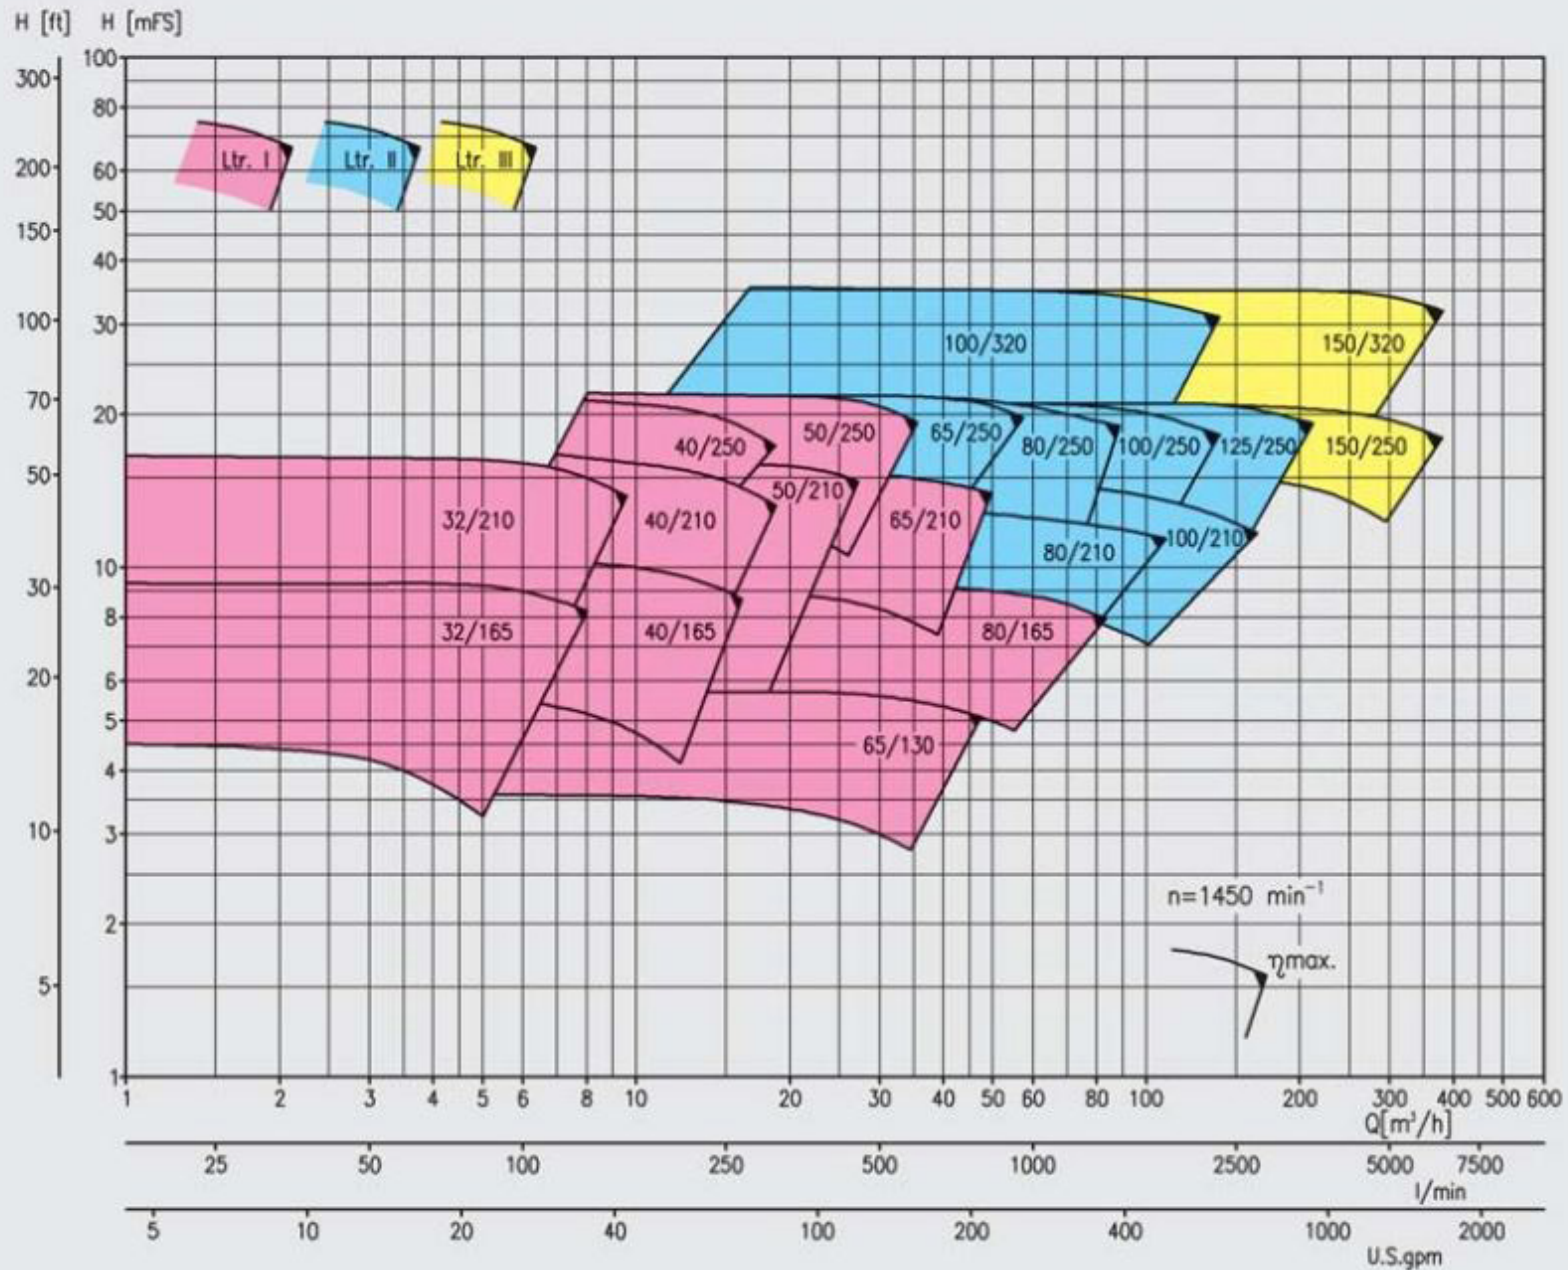 H [ft] H [mFS]
300
200
150
100
70
50
30
20
10
5
100
80
60
50
40
30
20
10
8
6
5
4
3
2
1
Ltr. I Ltr. II Ltr. III
100/320 150/320
40/250 50/250 65/250 80/250 100/250 125/250 150/250
32/210 40/210 50/210 65/210 80/210 100/210
32/165 40/165 80/165
65/130
n=1450 min⁻¹
ηmax.
1 2 3 4 5 6 8 10 20 30 40 50 60 80 100 200 300 400 500 600
Q[m³/h]
25 50 100 250 500 1000 2500 5000 7500
l/min
5 10 20 40 100 200 400 1000 2000
U.S.gpm